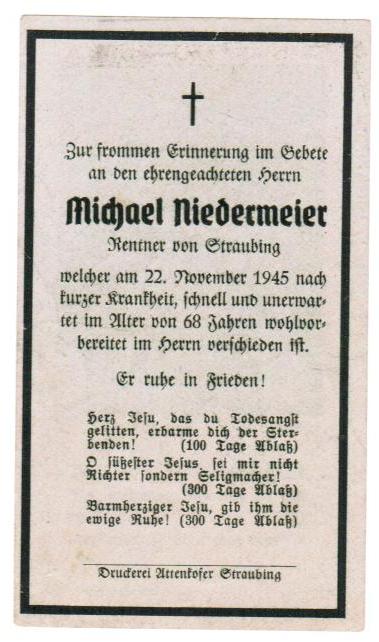 Zur frommen Erinnerung im Gebete
an den ehrengeachteten Herrn
Michael Niedermeier
Rentner von Straubing
welcher am 22. November 1945 nach
kurzer Krankheit, schnell und unerwar-
tet im Alter von 68 Jahren wohlvor-
bereitet im Herrn verschieden ist.
Er ruhe in Frieden!
Herz Jesu, das du Todesangst
gelitten, erbarme dich der Ster-
benden! (100 Tage Ablaß)
O süßester Jesus sei mir nicht
Richter sondern Seligmacher!
(300 Tage Ablaß)
Barmherziger Jesu, gib ihm die
ewige Ruhe! (300 Tage Ablaß)
Druckerei Attenkofer Straubing